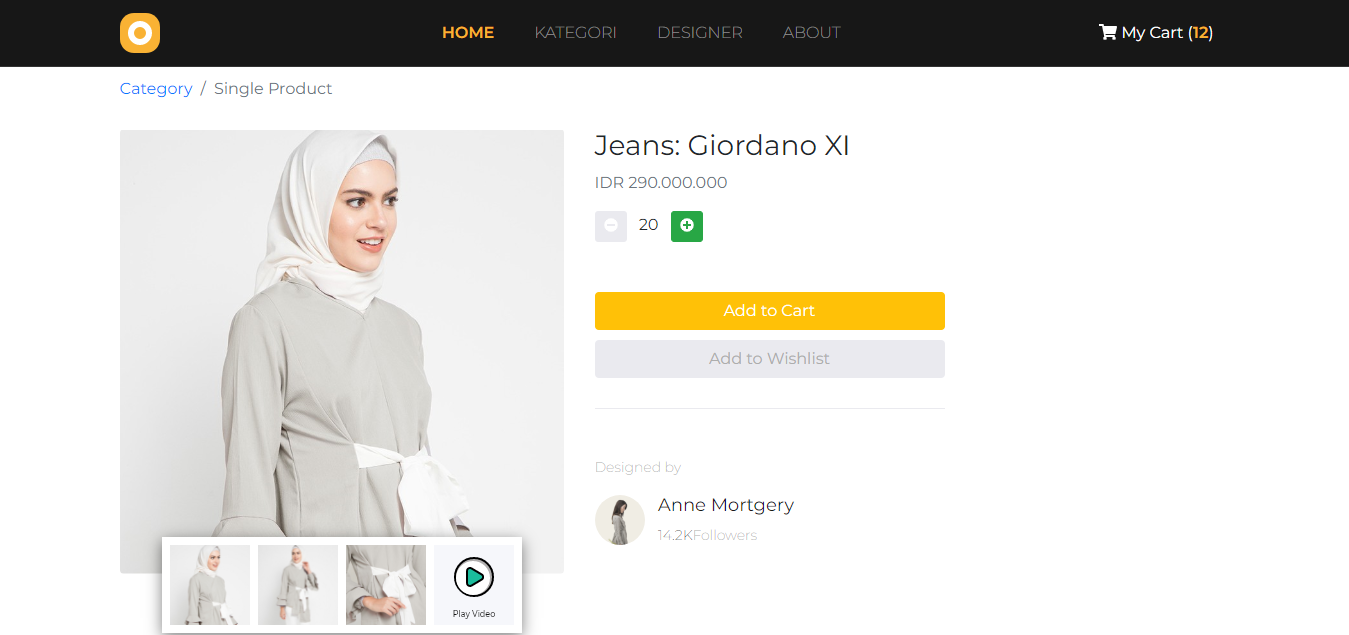 HOME KATEGORI DESIGNER ABOUT My Cart (12)
Category / Single Product
Jeans: Giordano XI
IDR 290.000.000
20
Add to Cart
Add to Wishlist
Designed by
Anne Mortgery
14.2KFollowers
Play Video